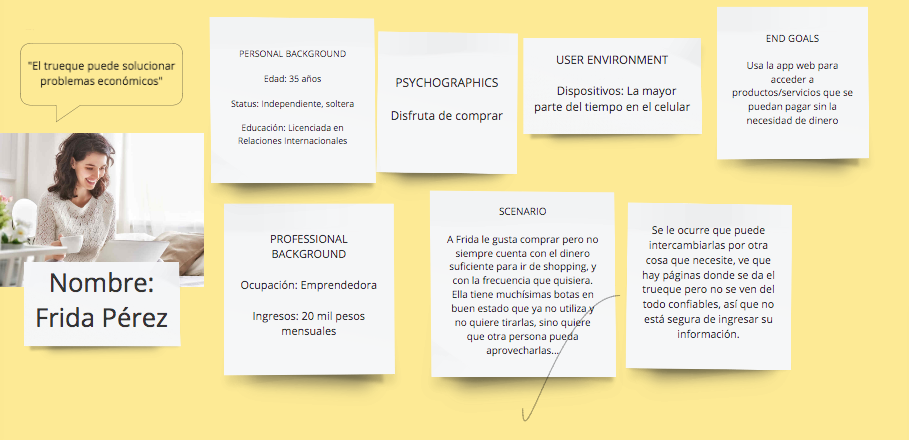 "El trueque puede solucionar
problemas económicos"
Nombre:
Frida Pérez
PERSONAL BACKGROUND
Edad: 35 años
Status: Independiente, soltera
Educación: Licenciada en
Relaciones Internacionales
PSYCHOGRAPHICS
Disfruta de comprar
USER ENVIRONMENT
Dispositivos: La mayor
parte del tiempo en el celular
END GOALS
Usa la app web para
acceder a
productos/servicios que se
puedan pagar sin la
necesidad de dinero
PROFESSIONAL
BACKGROUND
Ocupación: Emprendedora
Ingresos: 20 mil pesos
mensuales
SCENARIO
A Frida le gusta comprar pero no
siempre cuenta con el dinero
suficiente para ir de shopping, y
con la frecuencia que quisiera.
Ella tiene muchísimas botas en
buen estado que ya no utiliza y
no quiere tirarlas, sino quiere
que otra persona pueda
aprovecharlas...
Se le ocurre que puede
intercambiarlas por otra
cosa que necesite, ve que
hay páginas donde se da el
trueque pero no se ven del
todo confiables, así que no
está segura de ingresar su
información.